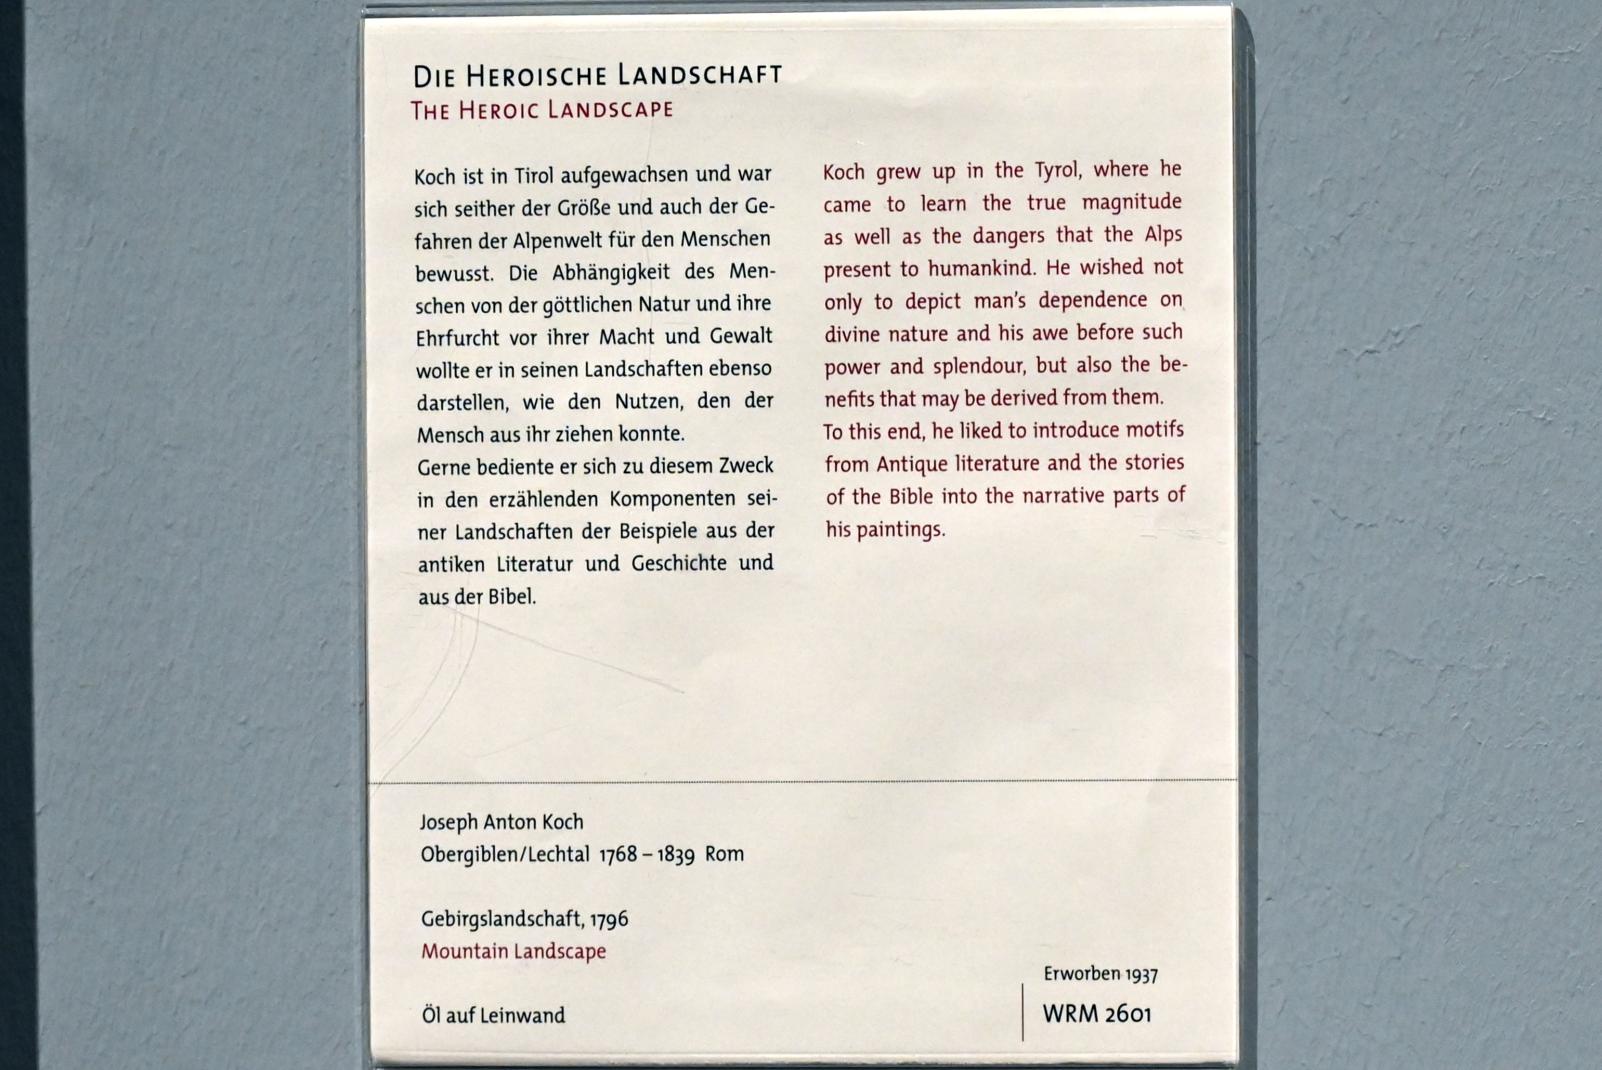 Die Heroische Landschaft
The Heroic Landscape
Koch ist in Tirol aufgewachsen und war
sich seither der Größe und auch der Ge-
fahren der Alpenwelt für den Menschen
bewusst. Die Abhängigkeit des Men-
schen von der göttlichen Natur und ihre
Ehrfurcht vor ihrer Macht und Gewalt
wollte er in seinen Landschaften ebenso
darstellen, wie den Nutzen, den der
Mensch aus ihr ziehen konnte.
Gerne bediente er sich zu diesem Zweck
in den erzählenden Komponenten sei-
ner Landschaften der Beispiele aus der
antiken Literatur und Geschichte und
aus der Bibel.
Koch grew up in the Tyrol, where he
came to learn the true magnitude
as well as the dangers that the Alps
present to humankind. He wished not
only to depict man's dependence on
divine nature and his awe before such
power and splendour, but also the be-
nefits that may be derived from them.
To this end, he liked to introduce motifs
from Antique literature and the stories
of the Bible into the narrative parts of
his paintings.
Joseph Anton Koch
Obergiblen/Lechtal 1768 – 1839 Rom
Gebirgslandschaft, 1796
Mountain Landscape
Öl auf Leinwand
Erworben 1937
WRM 2601